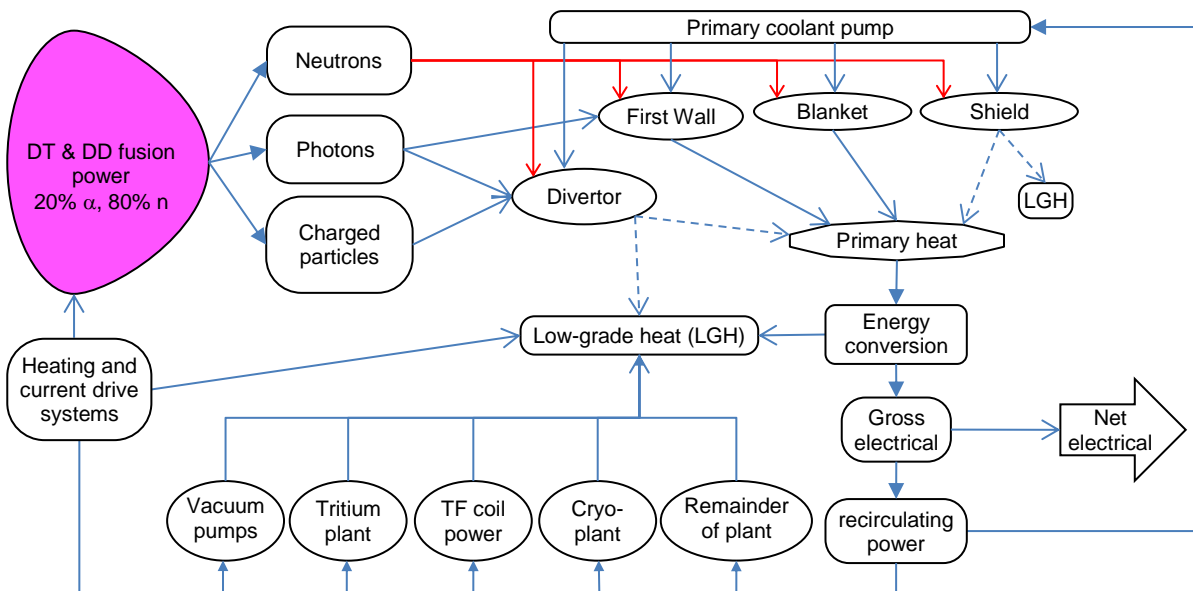 Primary coolant pump
Neutrons
First Wall
Blanket
Shield
DT & DD fusion
power
20% α, 80% n
Photons
Divertor
LGH
Charged
particles
Primary heat
Low-grade heat (LGH)
Energy
conversion
Heating and
current drive
systems
Gross
electrical
Net
electrical
Vacuum
pumps
Tritium
plant
TF coil
power
Cryo-
plant
Remainder
of plant
recirculating
power